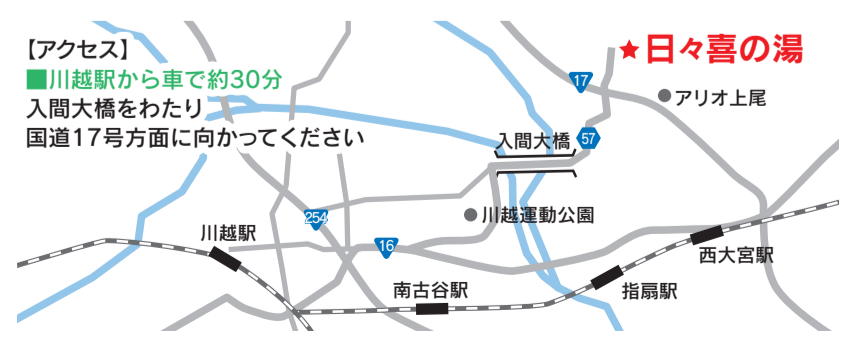 【アクセス】
■川越駅から車で約30分
入間大橋をわたり
国道17号方面に向かってください
★日々喜の湯
17
アリオ上尾
入間大橋
57
254
川越運動公園
川越駅
16
西大宮駅
南古谷駅
指扇駅